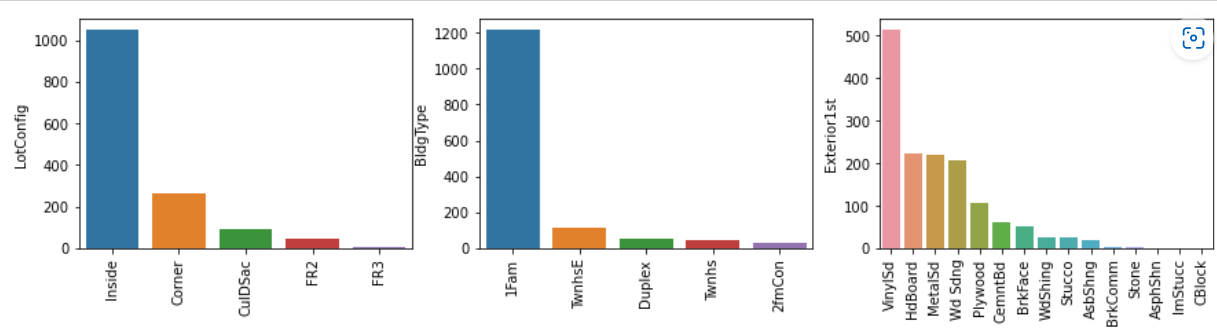 LotConfig
1000
800
600
400
200
0
Inside
Corner
CulDSac
FR2
FR3
BldgType
1200
1000
800
600
400
200
0
1Fam
TwnhsE
Duplex
Twnhs
2fmCon
Exterior1st
500
400
300
200
100
0
VinylSd
HdBoard
MetalSd
Wd Sdng
Plywood
CemntBd
BrkFace
WdShing
Stucco
AsbShng
BrkComm
Stone
AsphShn
ImStucc
CBlock